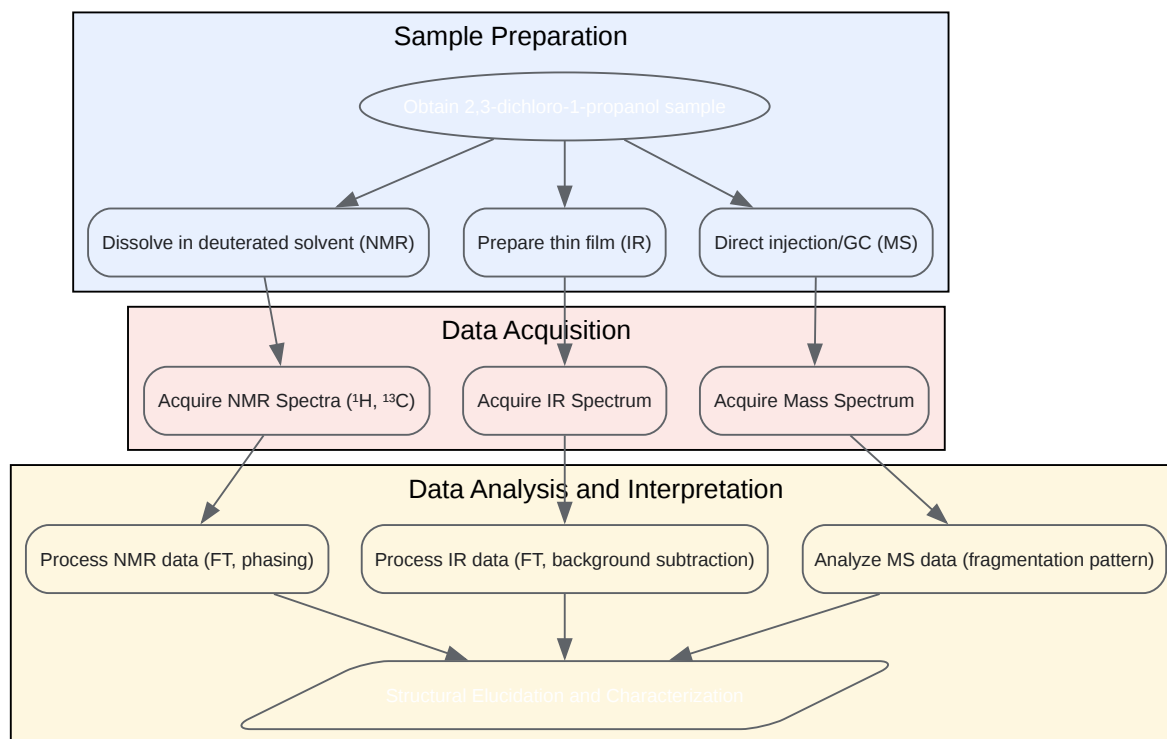 Sample Preparation
Obtain 2,3-dichloro-1-propanol sample
Dissolve in deuterated solvent (NMR)
Prepare thin film (IR)
Direct injection/GC (MS)
Data Acquisition
Acquire NMR Spectra (¹H, ¹³C)
Acquire IR Spectrum
Acquire Mass Spectrum
Data Analysis and Interpretation
Process NMR data (FT, phasing)
Process IR data (FT, background subtraction)
Analyze MS data (fragmentation pattern)
Structural Elucidation and Characterization